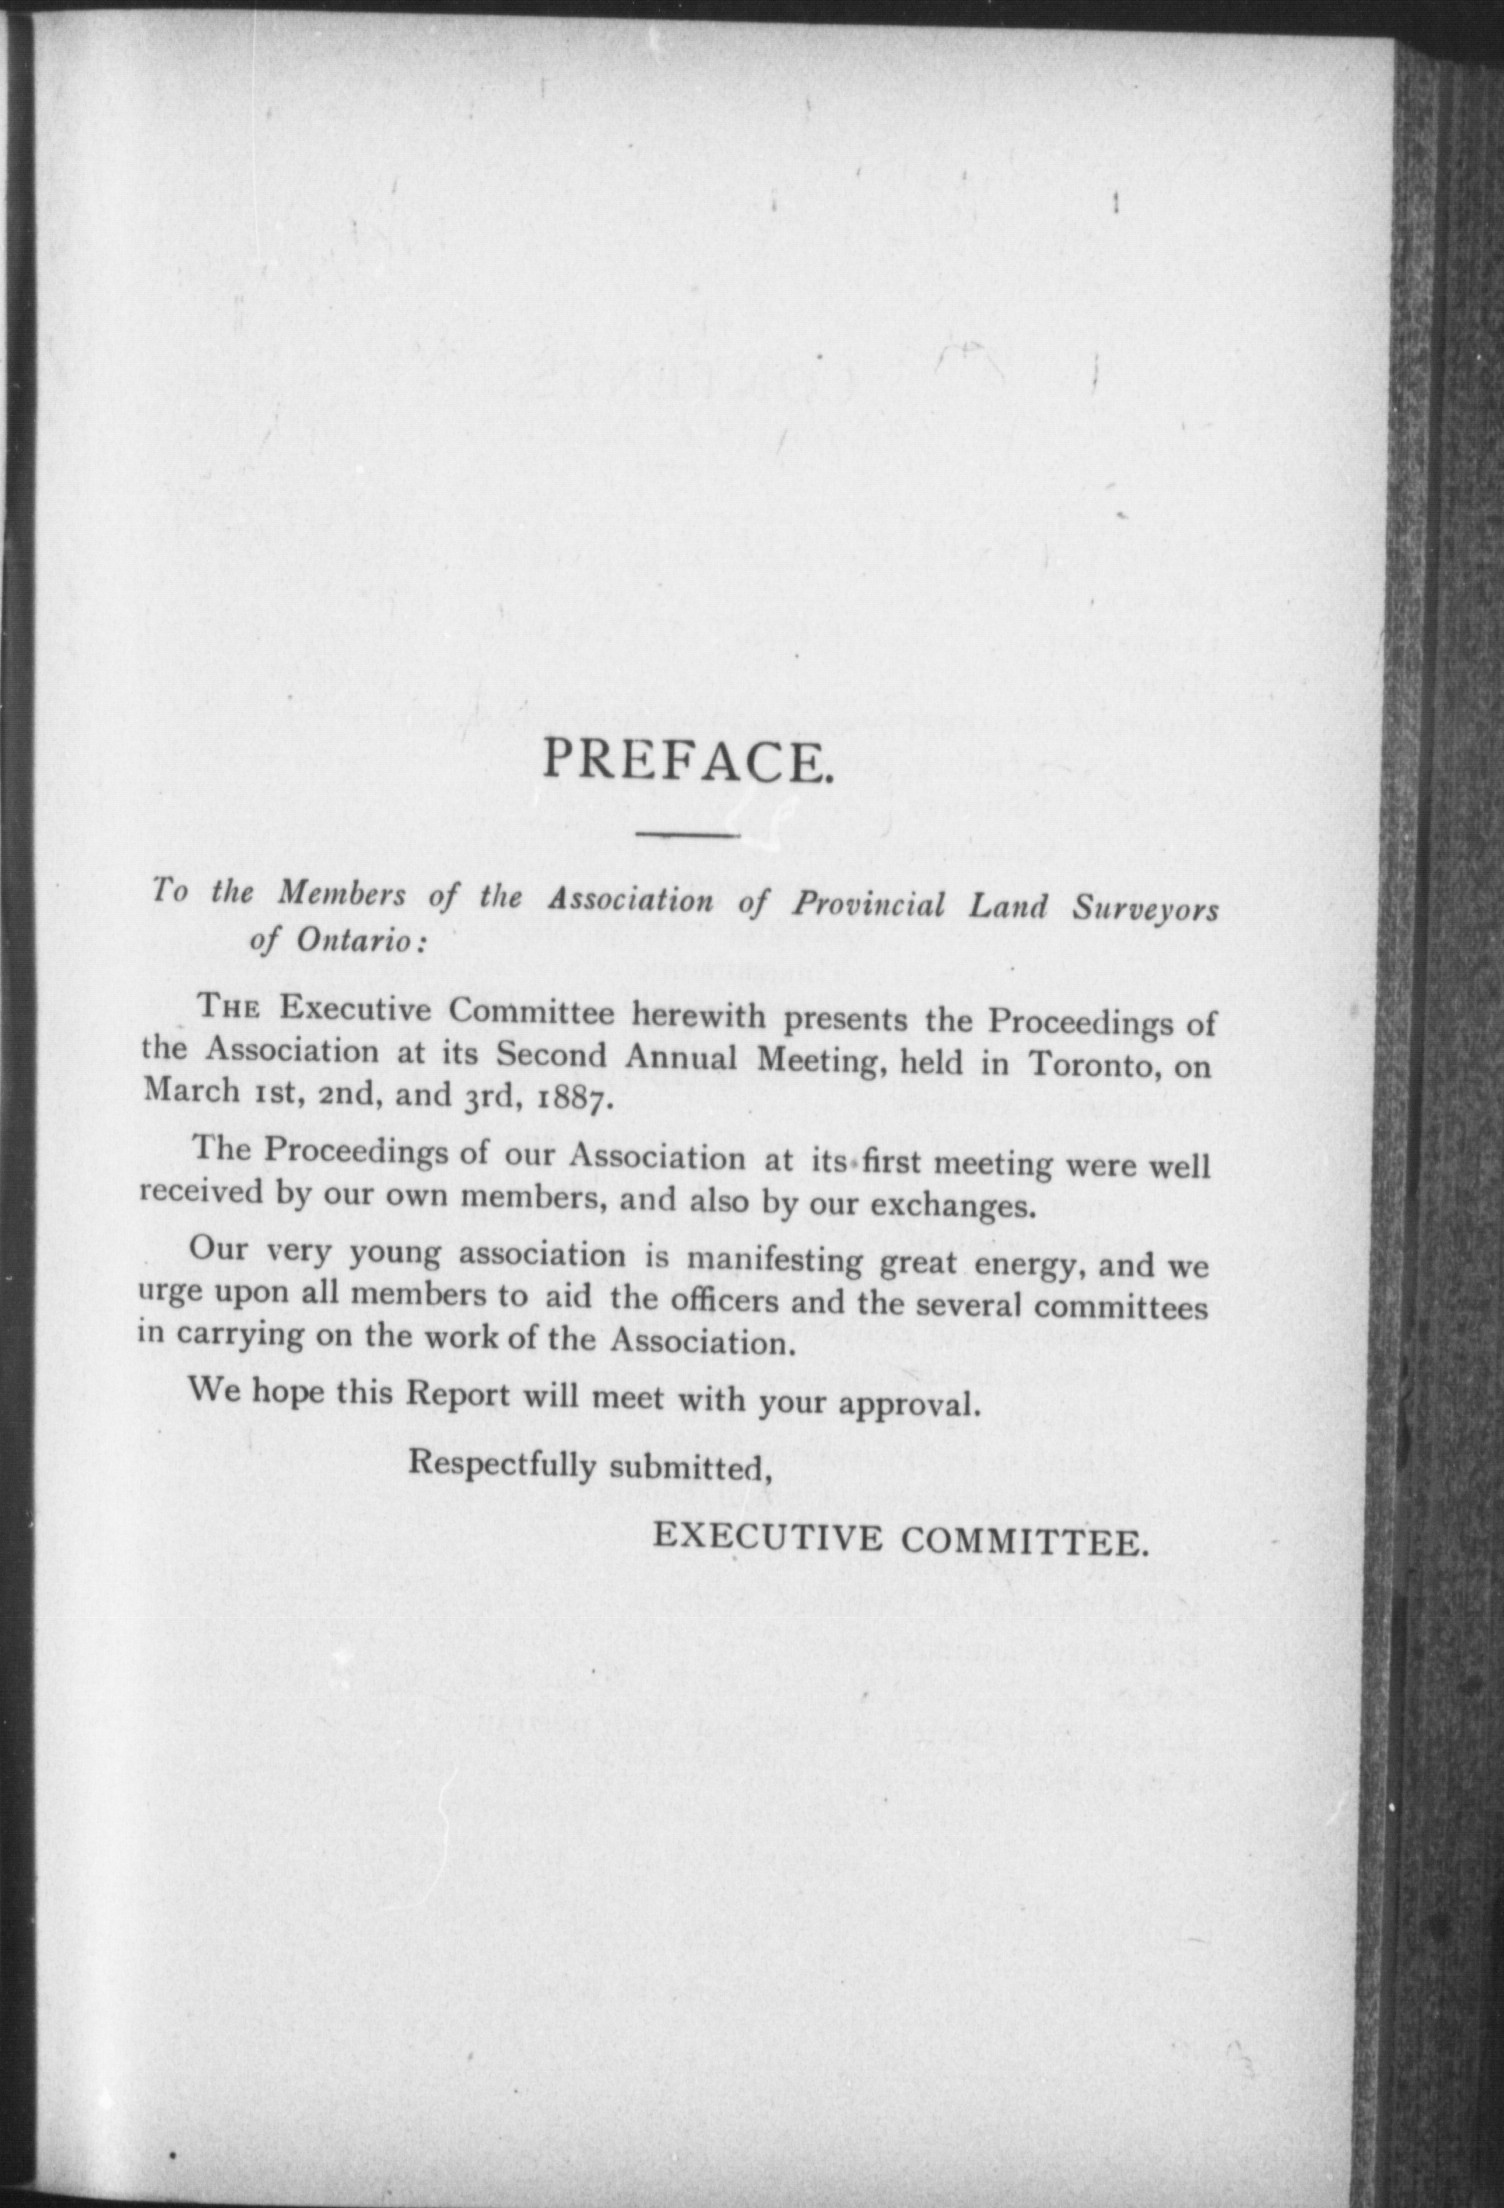 PREFACE.
To the Members of the Association of Provincial Land Surveyors
of Ontario:
THE Executive Committee herewith presents the Proceedings of
the Association at its Second Annual Meeting, held in Toronto, on
March 1st, 2nd, and 3rd, 1887.
The Proceedings of our Association at its first meeting were well
received by our own members, and also by our exchanges.
Our very young association is manifesting great energy, and we
urge upon all members to aid the officers and the several committees
in carrying on the work of the Association.
We hope this Report will meet with your approval.
Respectfully submitted,
EXECUTIVE COMMITTEE.